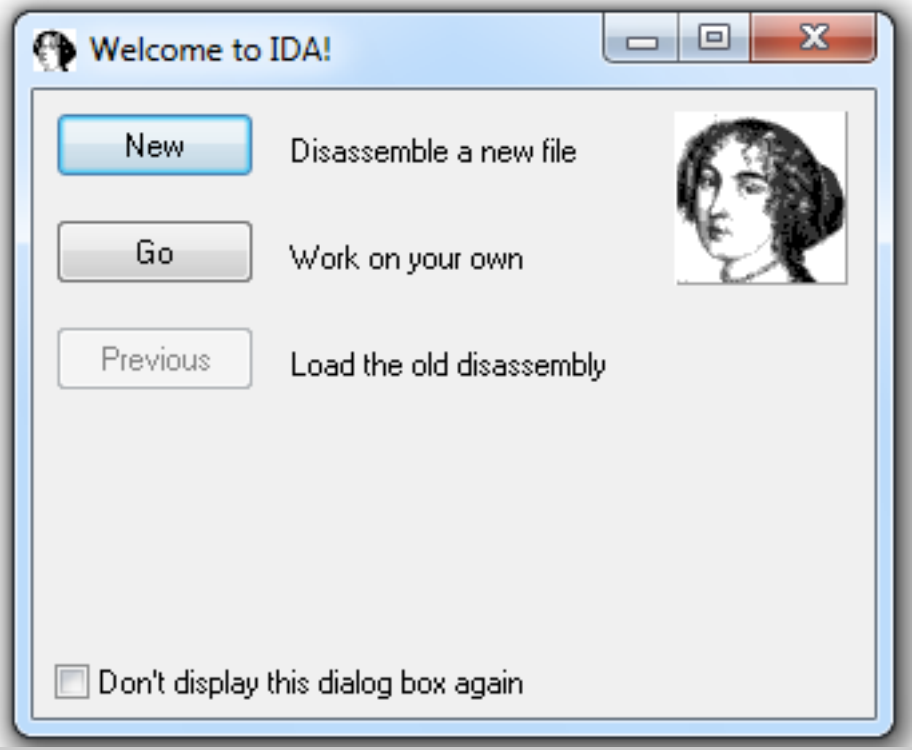 Welcome to IDA!
New Disassemble a new file
Go Work on your own
Previous Load the old disassembly
Don't display this dialog box again